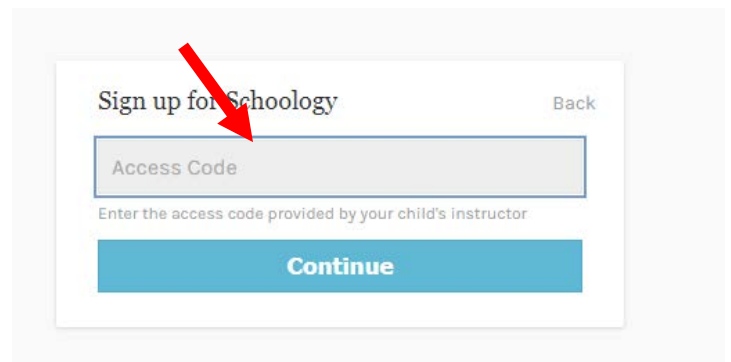 Sign up for Schoology Back
Access Code
Enter the access code provided by your child's instructor
Continue